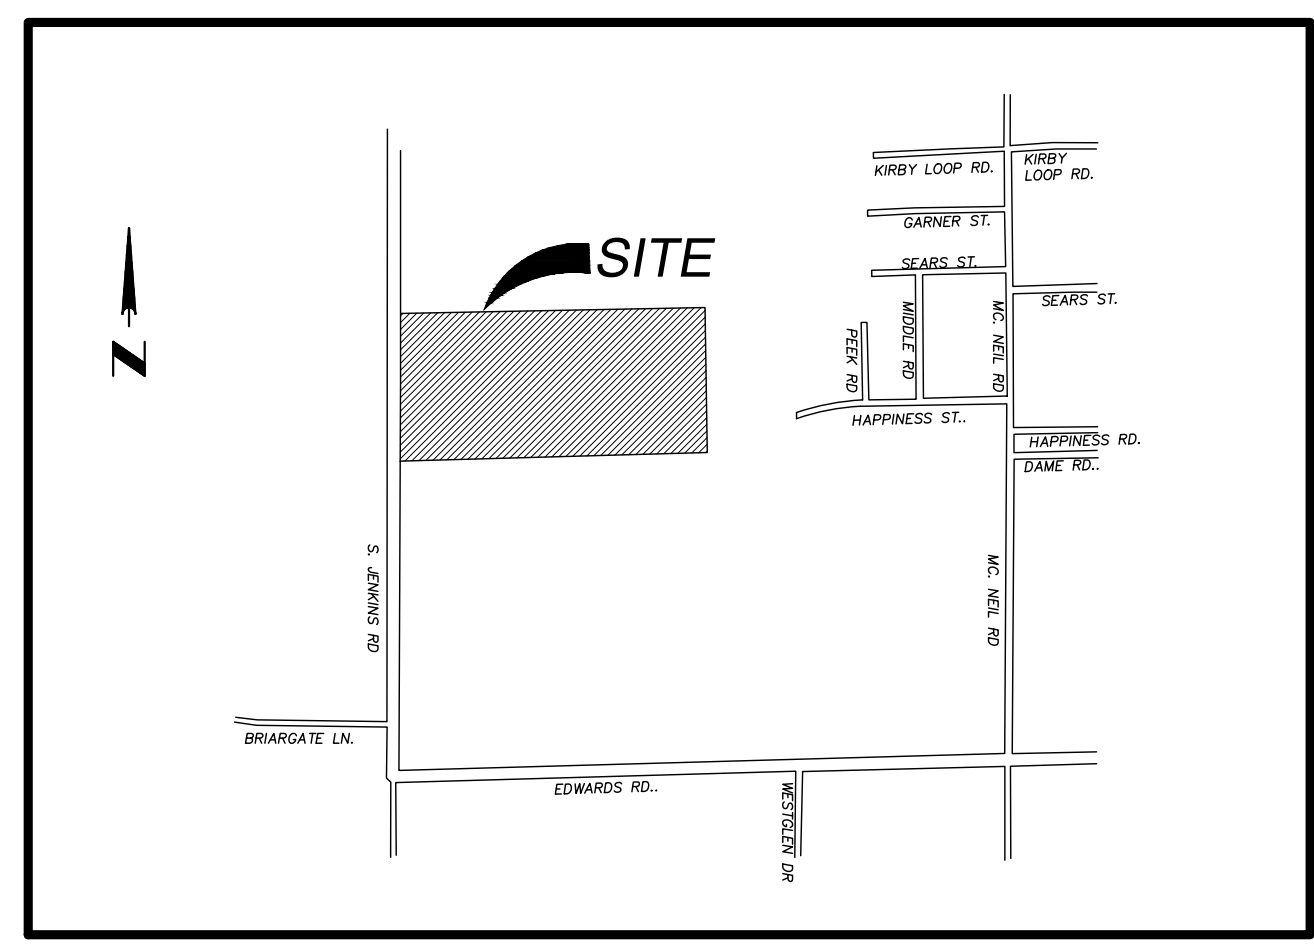 KIRBY LOOP RD.
KIRBY
LOOP RD.
GARNER ST.
SITE
SEARS ST.
SEARS ST.
MIDDLE RD
MC. NEIL RD
PEEK RD
N
HAPPINESS ST..
HAPPINESS RD.
DAME RD..
S. JENKINS RD
MC. NEIL RD
BRIARGATE LN.
EDWARDS RD..
WESTGLEN DR